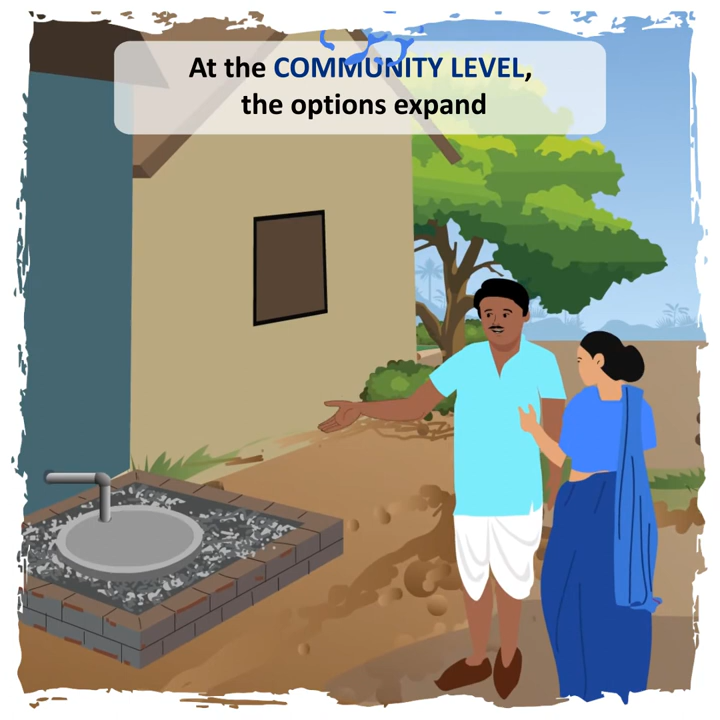 At the COMMUNITY LEVEL,
the options expand